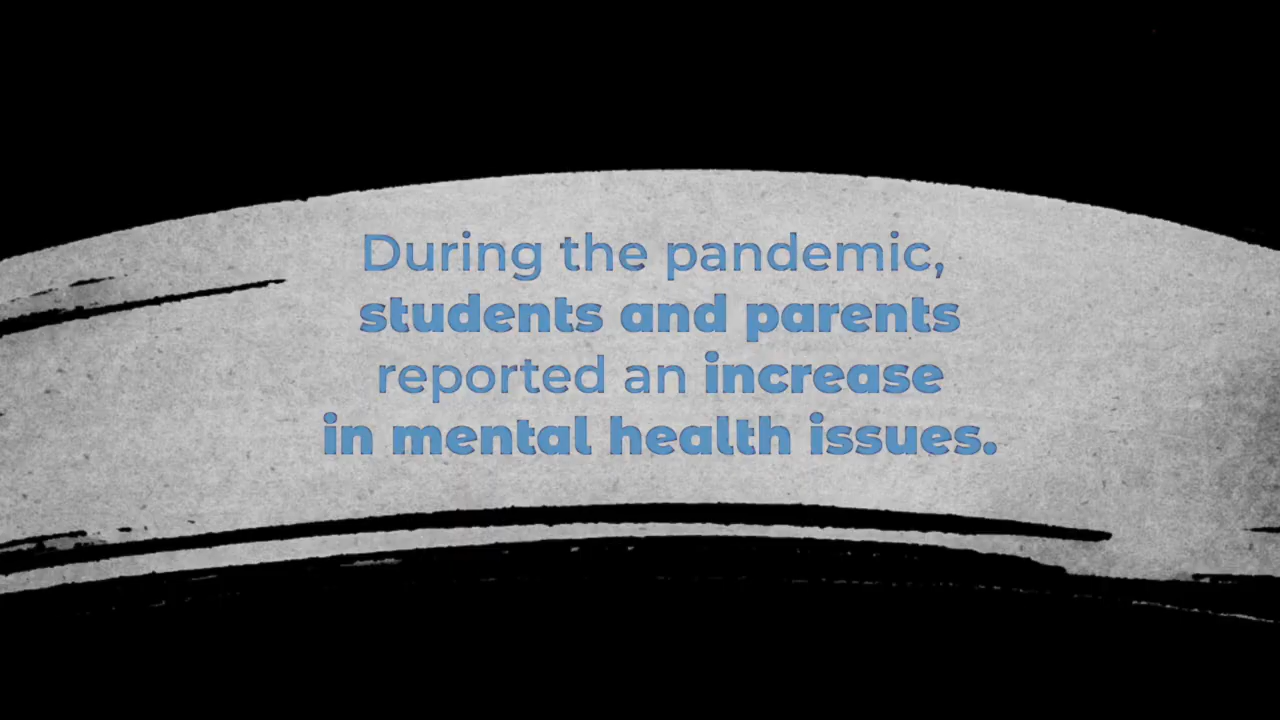 During the pandemic,
students and parents
reported an increase
in mental health issues.